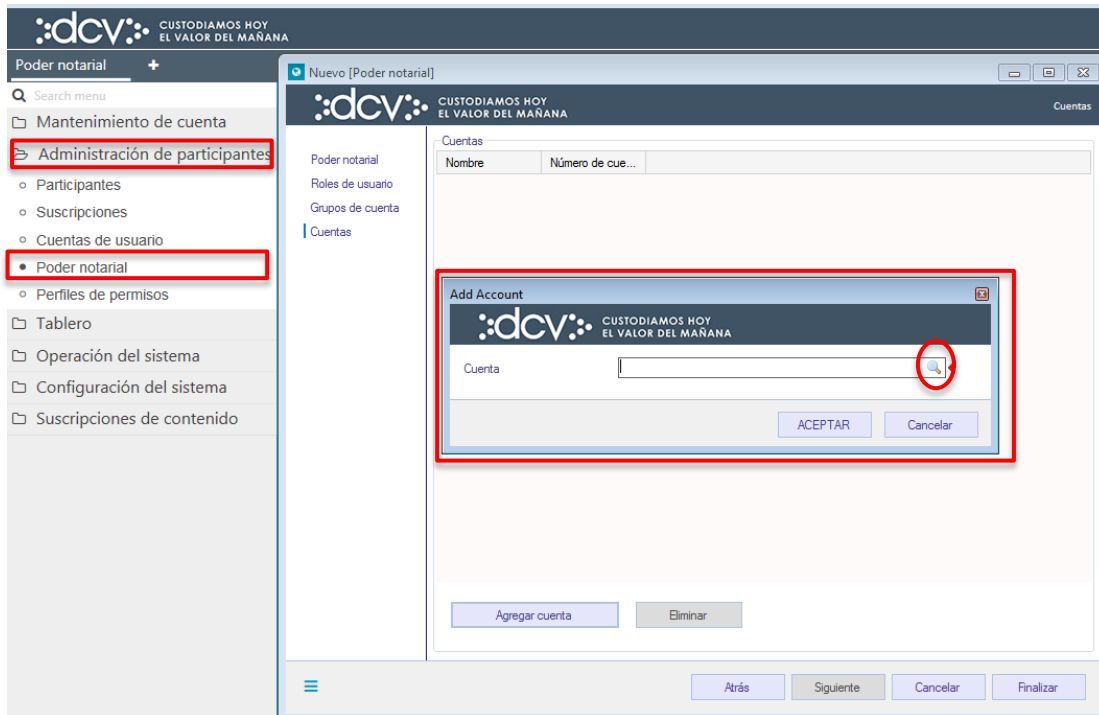 dcv CUSTODIAMOS HOY
EL VALOR DEL MAÑANA
Poder notarial +
Search menu
Mantenimiento de cuenta
Administración de participantes
Participantes
Suscripciones
Cuentas de usuario
Poder notarial
Perfiles de permisos
Tablero
Operación del sistema
Configuración del sistema
Suscripciones de contenido
Nuevo [Poder notarial]
dcv CUSTODIAMOS HOY
EL VALOR DEL MAÑANA
Cuentas
Poder notarial
Roles de usuario
Grupos de cuenta
Cuentas
Cuentas
Nombre Número de cue...
Add Account
dcv CUSTODIAMOS HOY
EL VALOR DEL MAÑANA
Cuenta
ACEPTAR Cancelar
Agregar cuenta Eliminar
Atrás Siguiente Cancelar Finalizar